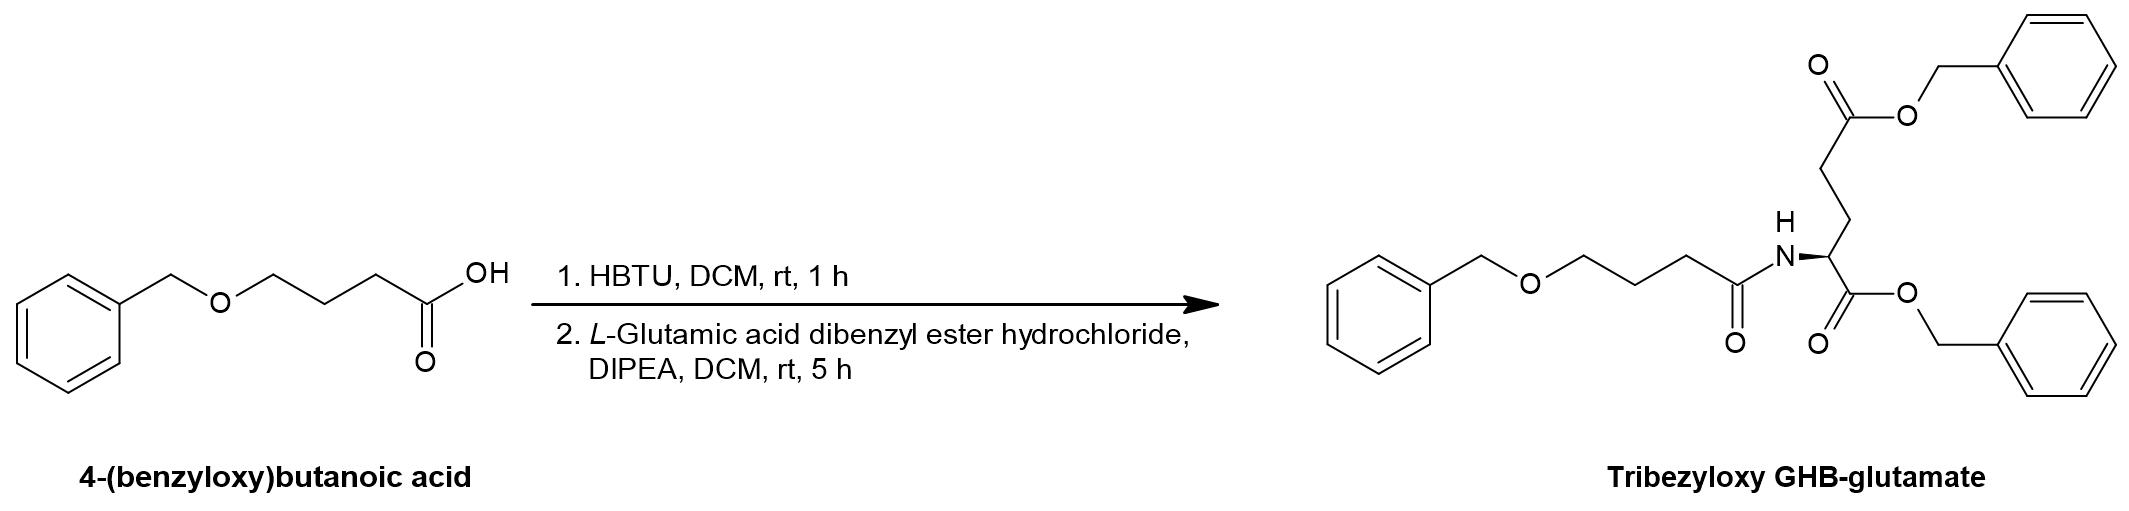 O
O
H
N
O
OH
O
O
O
O
O
1. HBTU, DCM, rt, 1 h
2. L-Glutamic acid dibenzyl ester hydrochloride,
DIPEA, DCM, rt, 5 h
4-(benzyloxy)butanoic acid
Tribezyloxy GHB-glutamate